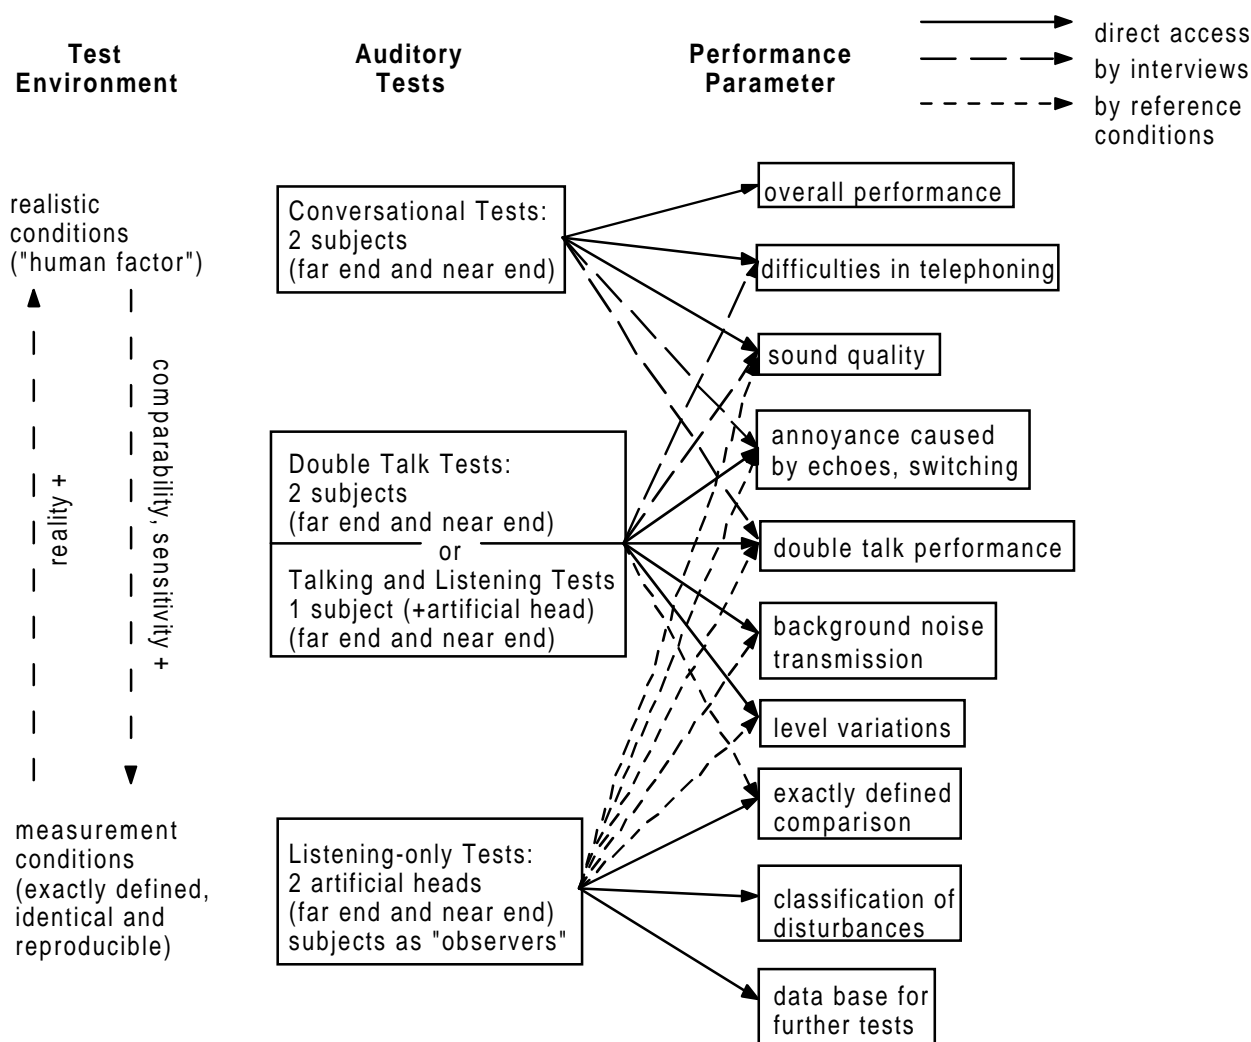 Test
Environment
Auditory
Tests
Performance
Parameter
direct access
by interviews
by reference
conditions
realistic
conditions
("human factor")
reality +
comparability, sensitivity +
measurement
conditions
(exactly defined,
identical and
reproducible)
Conversational Tests:
2 subjects
(far end and near end)
Double Talk Tests:
2 subjects
(far end and near end)
or
Talking and Listening Tests
1 subject (+artificial head)
(far end and near end)
Listening-only Tests:
2 artificial heads
(far end and near end)
subjects as "observers"
overall performance
difficulties in telephoning
sound quality
annoyance caused
by echoes, switching
double talk performance
background noise
transmission
level variations
exactly defined
comparison
classification of
disturbances
data base for
further tests